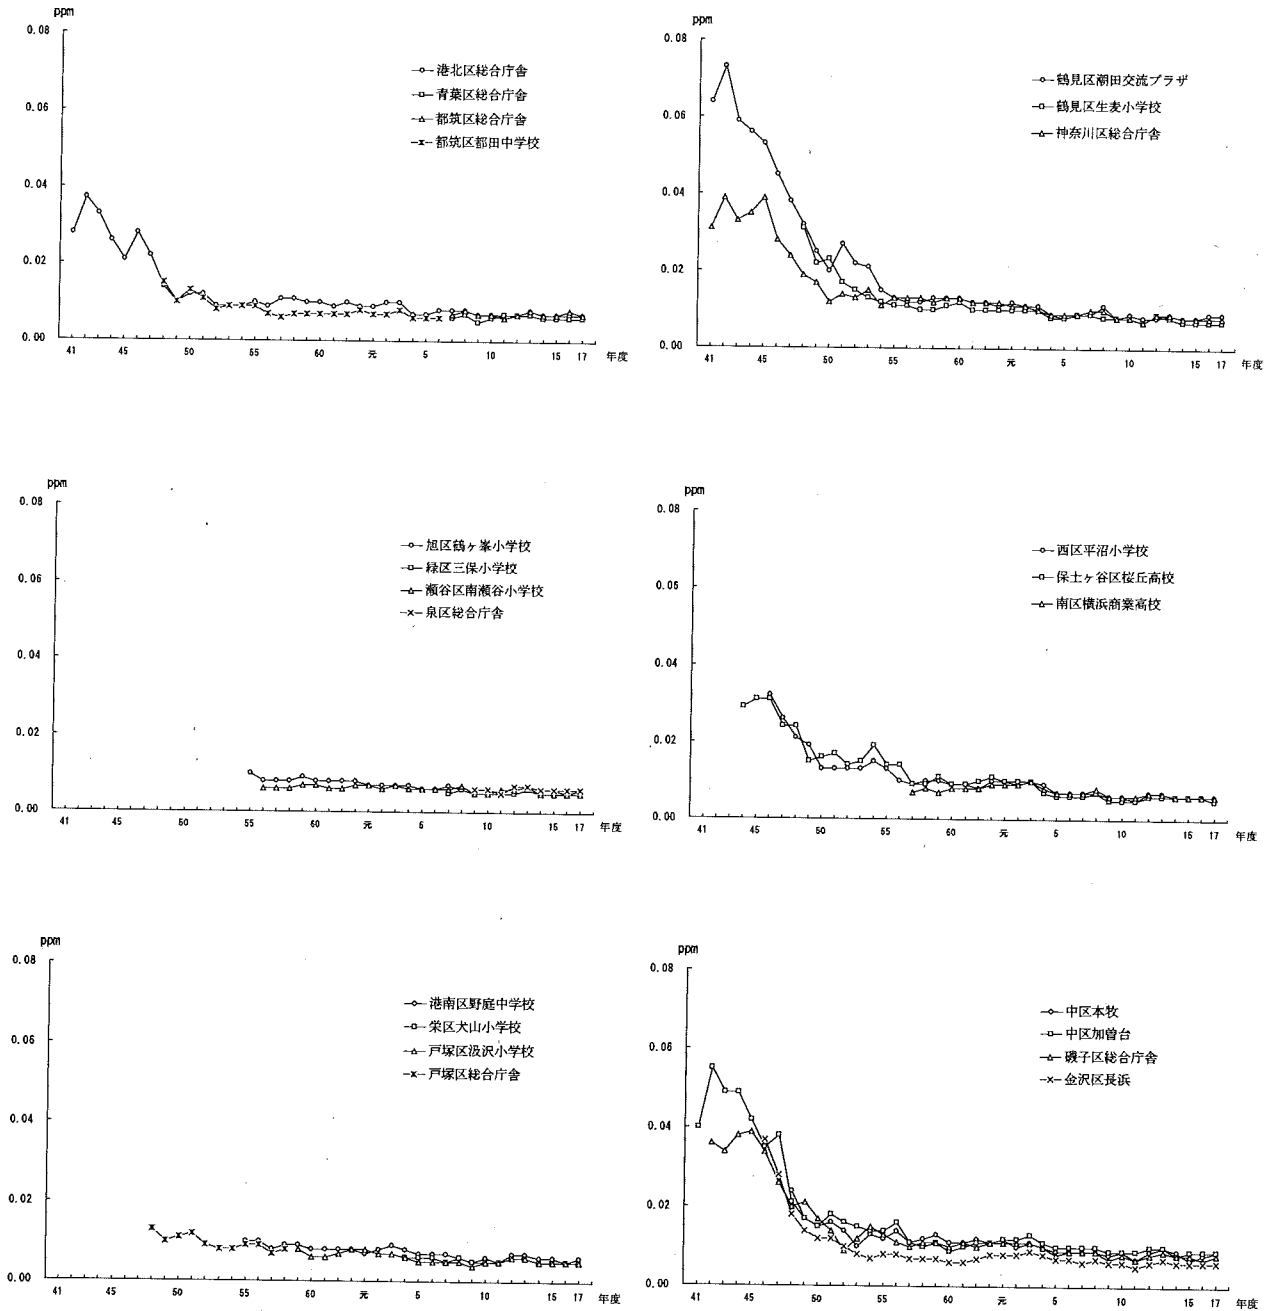 ppm
0.08
0.06
0.04
0.02
0.00
港北区総合庁舎
青葉区総合庁舎
都筑区総合庁舎
都筑区都田中学校
41 45 50 55 60 元 5 10 15 17 年度
ppm
0.08
0.06
0.04
0.02
0.00
鶴見区潮田交流プラザ
鶴見区生麦小学校
神奈川区総合庁舎
41 45 50 55 60 元 5 10 15 17 年度
ppm
0.08
0.06
0.04
0.02
0.00
旭区鶴ヶ峯小学校
緑区三保小学校
瀬谷区南瀬谷小学校
泉区総合庁舎
41 45 50 55 60 元 5 10 15 17 年度
ppm
0.08
0.06
0.04
0.02
0.00
西区平沼小学校
保土ヶ谷区桜丘高校
南区横浜商業高校
41 45 50 55 60 元 5 10 15 17 年度
ppm
0.08
0.06
0.04
0.02
0.00
港南区野庭中学校
栄区犬山小学校
戸塚区汲沢小学校
戸塚区総合庁舎
41 45 50 55 60 元 5 10 15 17 年度
ppm
0.08
0.06
0.04
0.02
0.00
中区本牧
中区加曽台
磯子区総合庁舎
金沢区長浜
41 45 50 55 60 元 5 10 15 17 年度